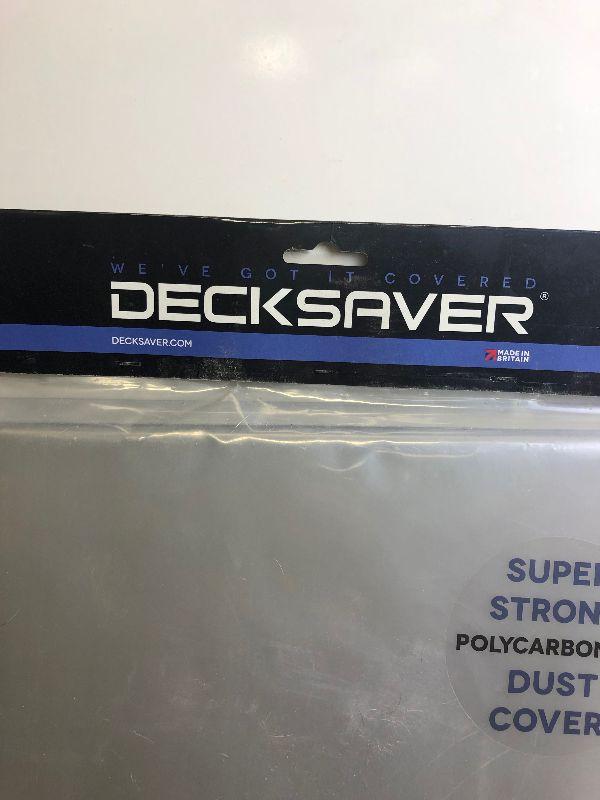 WE'VE GOT IT COVERED
DECKSAVER®
DECKSAVER.COM
MADE IN
BRITAIN
SUPE
STRON
POLYCARBON
DUST
COVER